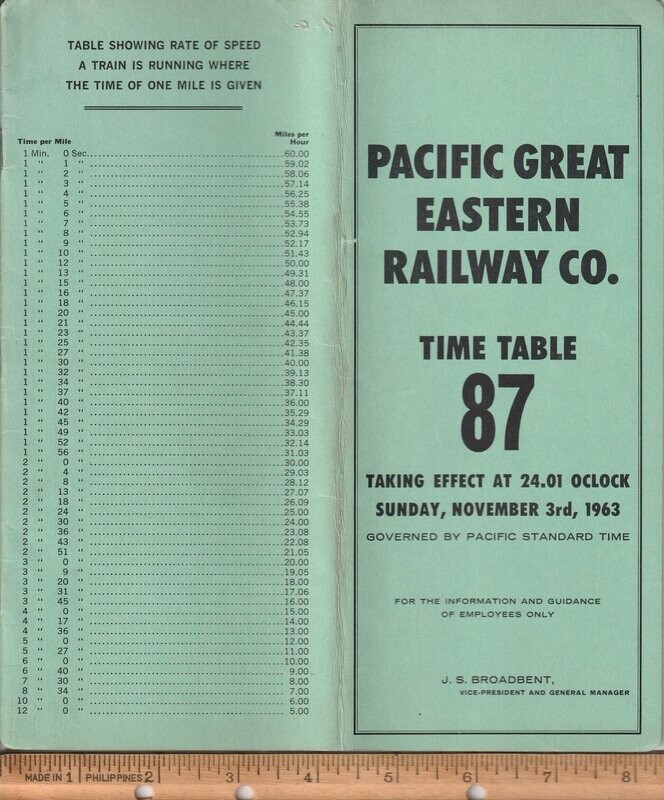 TABLE SHOWING RATE OF SPEED
A TRAIN IS RUNNING WHERE
THE TIME OF ONE MILE IS GIVEN
Time per Mile Miles per Hour
1 Min. 0 Sec. 60.00
1 " 1 " 59.02
1 " 2 " 58.06
1 " 3 " 57.14
1 " 4 " 56.25
1 " 5 " 55.38
1 " 6 " 54.55
1 " 7 " 53.73
1 " 8 " 52.94
1 " 9 " 52.17
1 " 10 " 51.43
1 " 12 " 50.00
1 " 13 " 49.31
1 " 15 " 48.00
1 " 16 " 47.37
1 " 18 " 46.15
1 " 20 " 45.00
1 " 21 " 44.44
1 " 23 " 43.37
1 " 25 " 42.35
1 " 27 " 41.38
1 " 30 " 40.00
1 " 32 " 39.13
1 " 34 " 38.30
1 " 37 " 37.11
1 " 40 " 36.00
1 " 42 " 35.29
1 " 45 " 34.29
1 " 49 " 33.03
1 " 52 " 32.14
1 " 56 " 31.03
2 " 0 " 30.00
2 " 4 " 29.03
2 " 8 " 28.12
2 " 13 " 27.07
2 " 18 " 26.09
2 " 24 " 25.00
2 " 30 " 24.00
2 " 36 " 23.08
2 " 43 " 22.08
2 " 51 " 21.05
3 " 0 " 20.00
3 " 9 " 19.05
3 " 20 " 18.00
3 " 31 " 17.06
3 " 45 " 16.00
4 " 0 " 15.00
4 " 17 " 14.00
4 " 36 " 13.00
5 " 0 " 12.00
5 " 27 " 11.00
6 " 0 " 10.00
6 " 40 " 9.00
7 " 30 " 8.00
8 " 34 " 7.00
10 " 0 " 6.00
12 " 0 " 5.00
PACIFIC GREAT
EASTERN
RAILWAY CO.
TIME TABLE
87
TAKING EFFECT AT 24.01 OCLOCK
SUNDAY, NOVEMBER 3rd, 1963
GOVERNED BY PACIFIC STANDARD TIME
FOR THE INFORMATION AND GUIDANCE
OF EMPLOYEES ONLY
J. S. BROADBENT,
VICE-PRESIDENT AND GENERAL MANAGER
MADE IN 1 PHILIPPINES 2 3 4 5 6 7 8